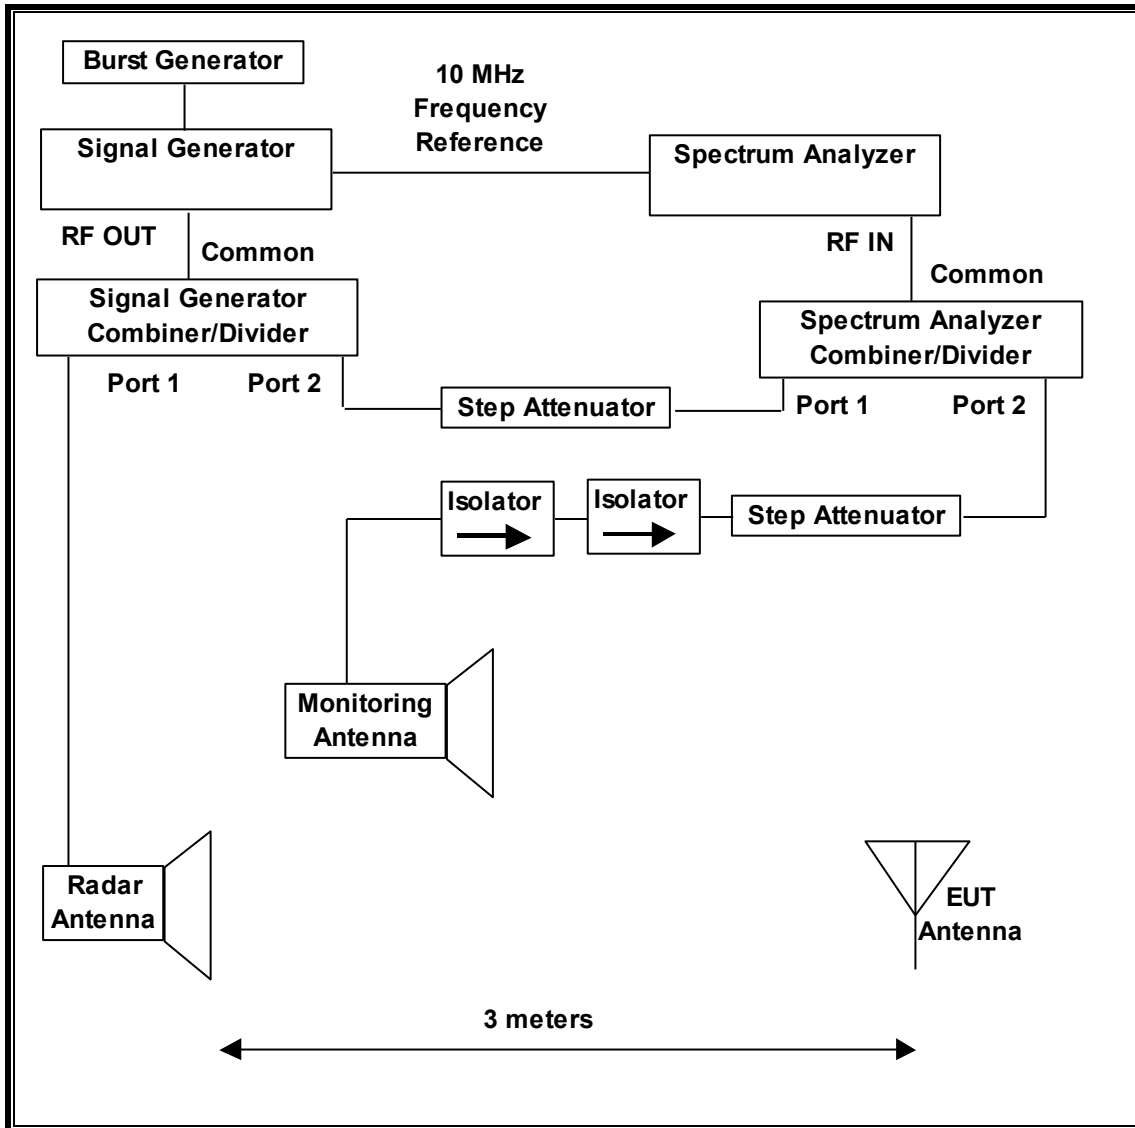 Burst Generator
10 MHz
Frequency
Reference
Signal Generator
Spectrum Analyzer
RF OUT
Common
RF IN
Common
Signal Generator
Combiner/Divider
Spectrum Analyzer
Combiner/Divider
Port 1
Port 2
Step Attenuator
Port 1
Port 2
Isolator
Isolator
Step Attenuator
Monitoring
Antenna
Radar
Antenna
EUT
Antenna
3 meters